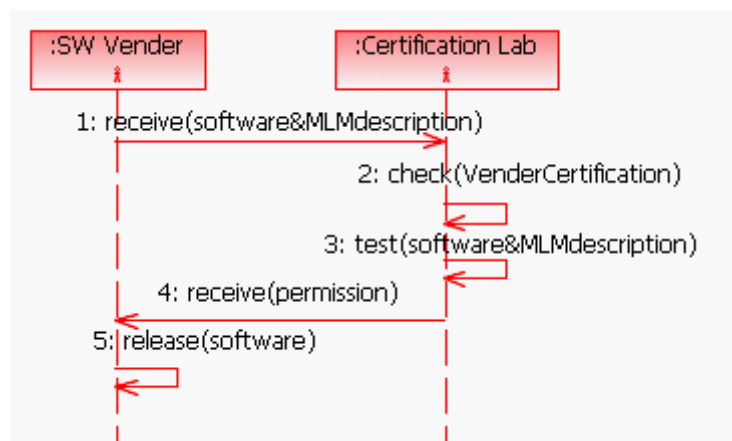 :SW Vender
:Certification Lab
1: receive(software&MLMdescription)
2: check(VenderCertification)
3: test(software&MLMdescription)
4: receive(permission)
5: release(software)